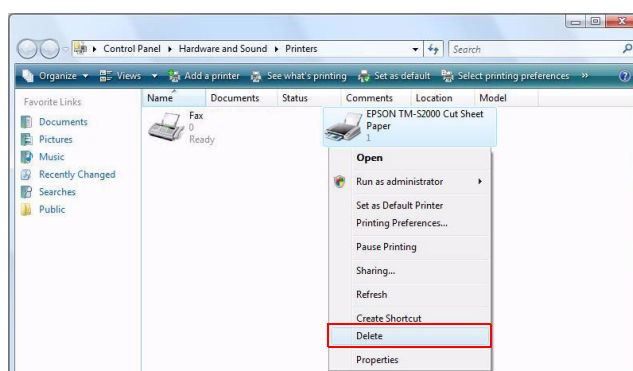 Control Panel ▸ Hardware and Sound ▸ Printers
Search
Organize Views Add a printer See what's printing Set as default Select printing preferences »
Favorite Links
Name Documents Status Comments Location Model
Documents
Pictures
Music
Recently Changed
Searches
Public
Fax
0
Ready
EPSON TM-S2000 Cut Sheet
Paper
1
Open
Run as administrator
Set as Default Printer
Printing Preferences...
Pause Printing
Sharing...
Refresh
Create Shortcut
Delete
Properties